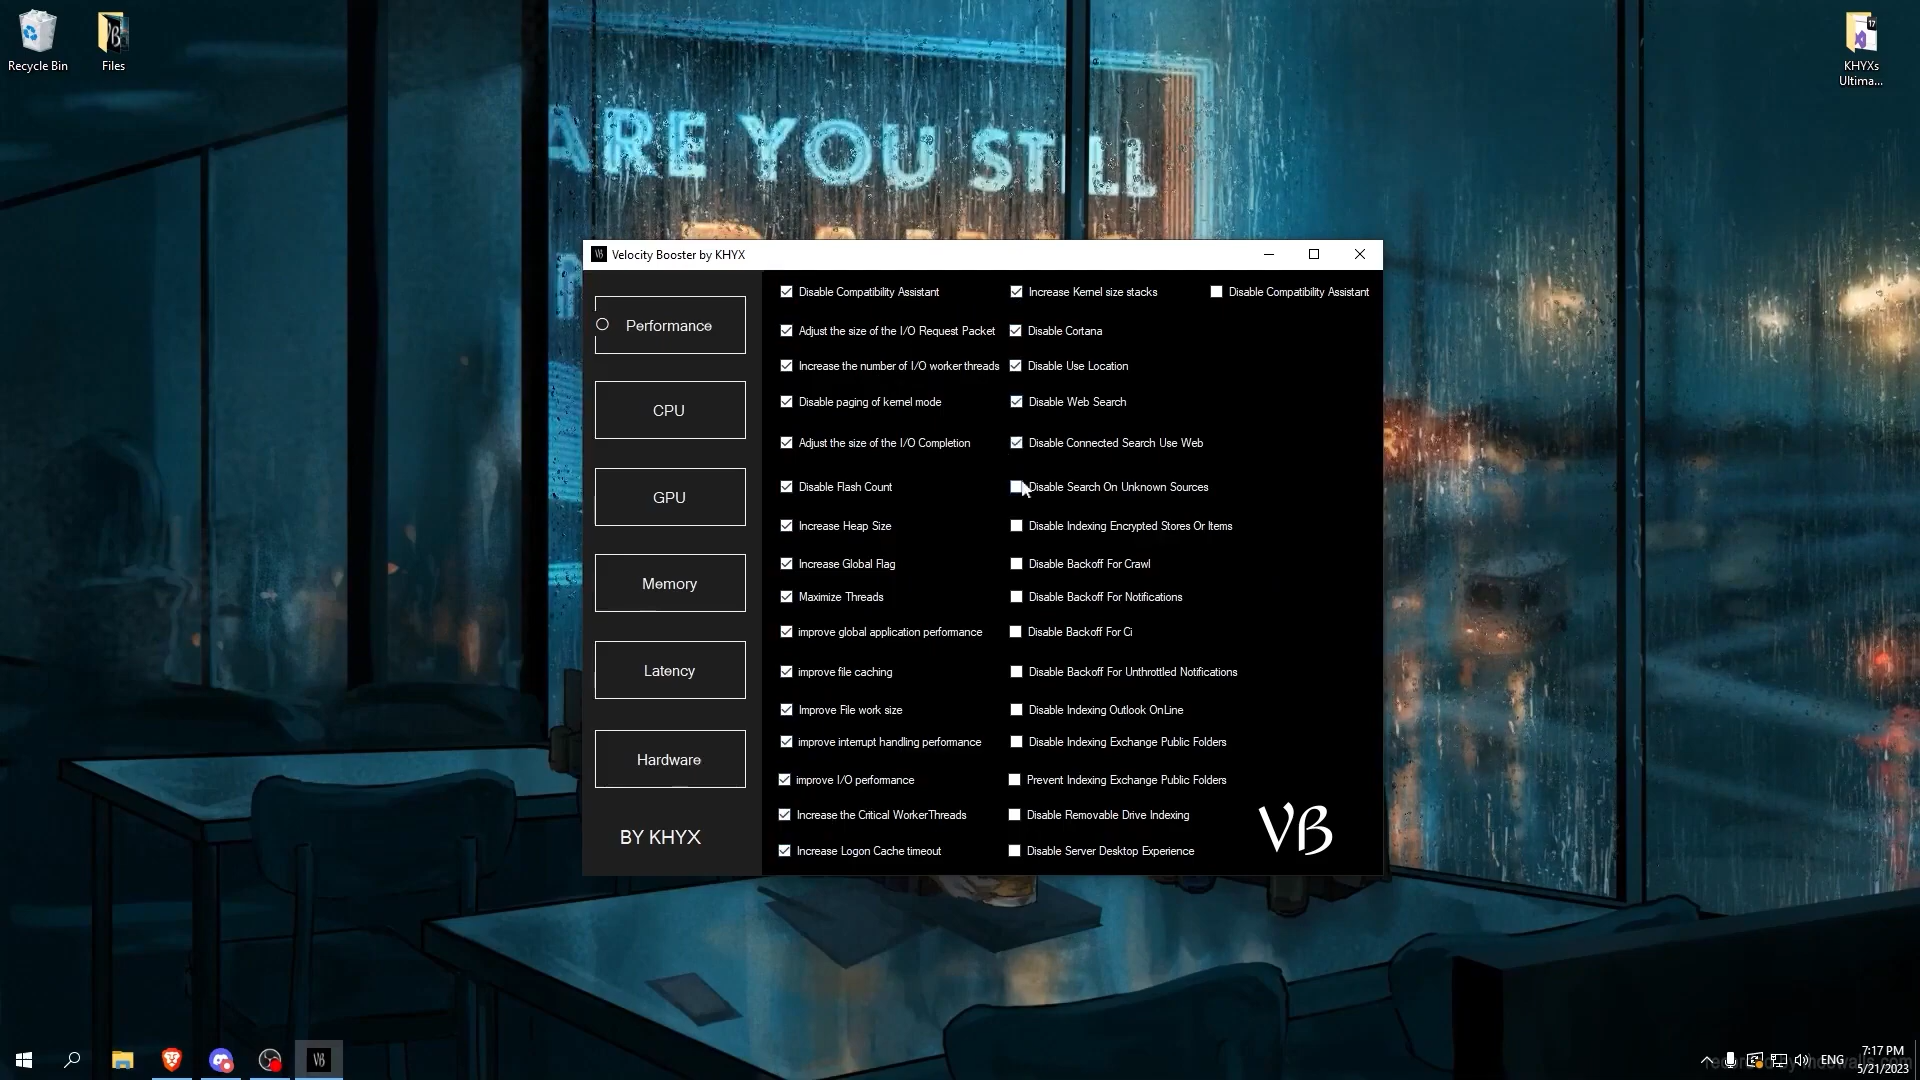 Recycle Bin
Files
KHYXs
Ultima...
17
ARE YOU STILL
Velocity Booster by KHYX
Performance
CPU
GPU
Memory
Latency
Hardware
BY KHYX
Disable Compatibility Assistant
Adjust the size of the I/O Request Packet
Increase the number of I/O worker threads
Disable paging of kernel mode
Adjust the size of the I/O Completion
Disable Flash Count
Increase Heap Size
Increase Global Flag
Maximize Threads
improve global application performance
improve file caching
Improve File work size
improve interrupt handling performance
improve I/O performance
Increase the Critical WorkerThreads
Increase Logon Cache timeout
Increase Kernel size stacks
Disable Cortana
Disable Use Location
Disable Web Search
Disable Connected Search Use Web
Disable Search On Unknown Sources
Disable Indexing Encrypted Stores Or Items
Disable Backoff For Crawl
Disable Backoff For Notifications
Disable Backoff For Ci
Disable Backoff For Unthrottled Notifications
Disable Indexing Outlook OnLine
Disable Indexing Exchange Public Folders
Prevent Indexing Exchange Public Folders
Disable Removable Drive Indexing
Disable Server Desktop Experience
Disable Compatibility Assistant
VB
VB
ENG
7:17 PM
5/21/2023